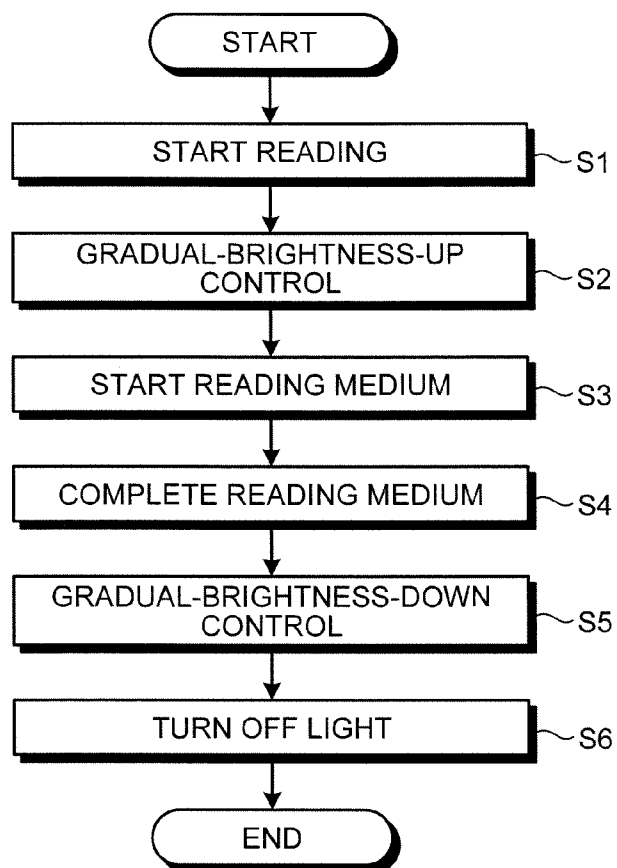 START
START READING
S1
GRADUAL-BRIGHTNESS-UP
CONTROL
S2
START READING MEDIUM
S3
COMPLETE READING MEDIUM
S4
GRADUAL-BRIGHTNESS-DOWN
CONTROL
S5
TURN OFF LIGHT
S6
END